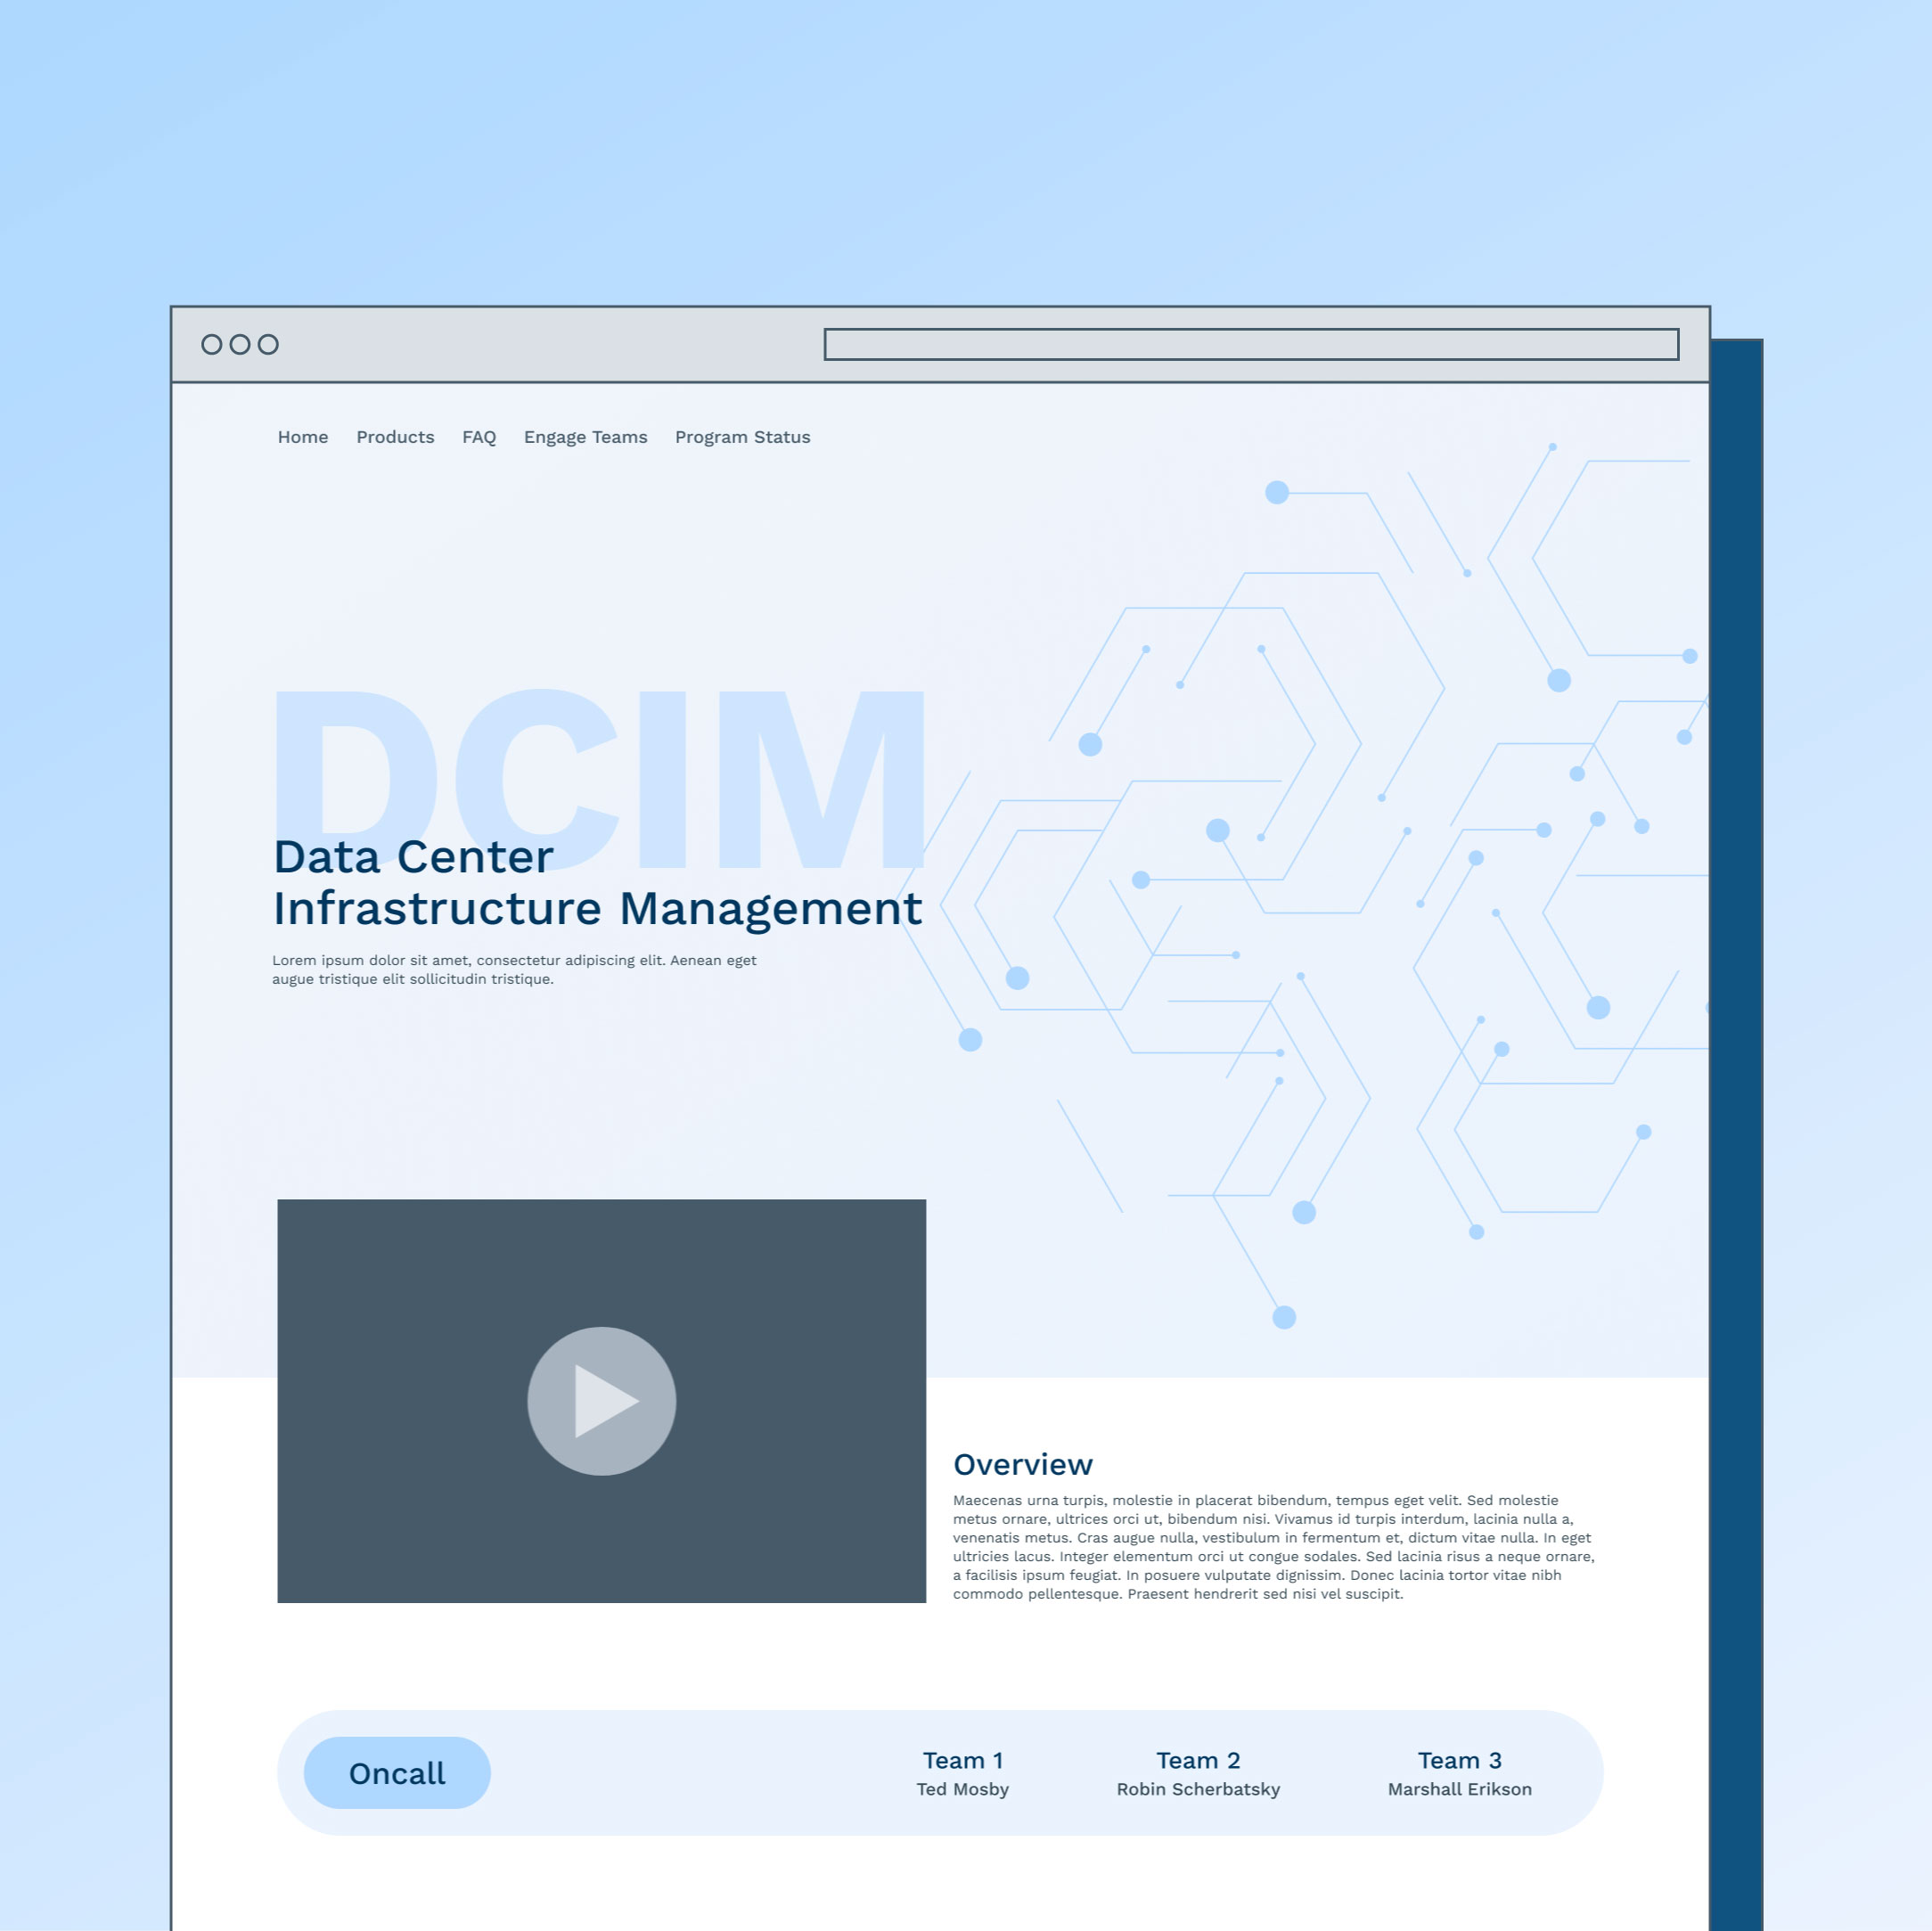 Home Products FAQ Engage Teams Program Status
DCIM
Data Center
Infrastructure Management
Lorem ipsum dolor sit amet, consectetur adipiscing elit. Aenean eget
augue tristique elit sollicitudin tristique.
Overview
Maecenas urna turpis, molestie in placerat bibendum, tempus eget velit. Sed molestie
metus ornare, ultrices orci ut, bibendum nisi. Vivamus id turpis interdum, lacinia nulla a,
venenatis metus. Cras augue nulla, vestibulum in fermentum et, dictum vitae nulla. In eget
ultricies lacus. Integer elementum orci ut congue sodales. Sed lacinia risus a neque ornare,
a facilisis ipsum feugiat. In posuere vulputate dignissim. Donec lacinia tortor vitae nibh
commodo pellentesque. Praesent hendrerit sed nisi vel suscipit.
Oncall
Team 1 Team 2 Team 3
Ted Mosby Robin Scherbatsky Marshall Erikson